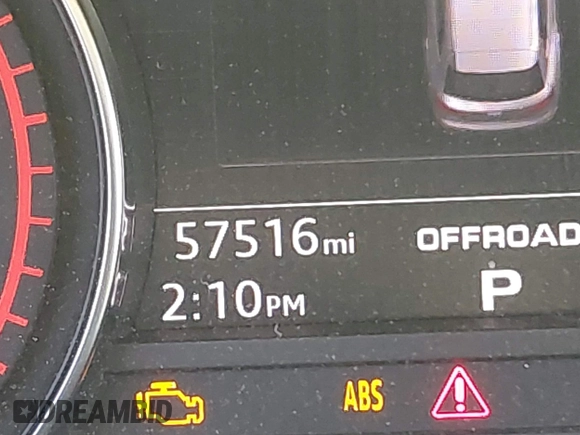 57516mi
OFFROAD
2:10PM
P
ABS
DREAMBID